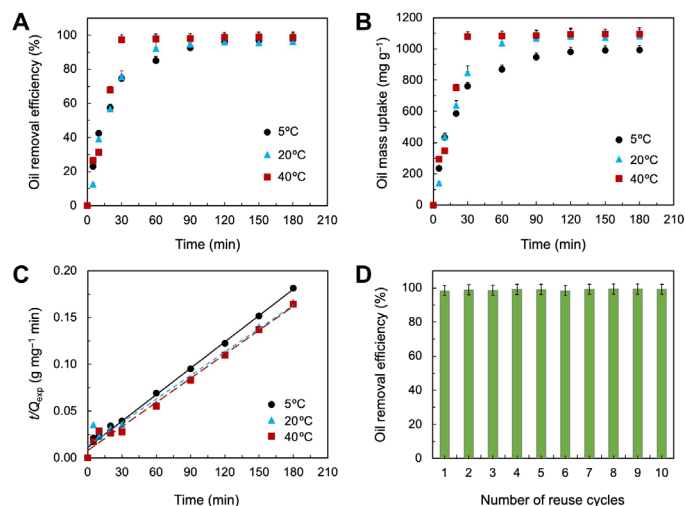 A
Oil removal efficiency (%)
120
100
80
60
40
20
0
5ºC
20ºC
40ºC
0 30 60 90 120 150 180 210
Time (min)
B
Oil mass uptake (mg g⁻¹)
1200
1000
800
600
400
200
0
5ºC
20ºC
40ºC
0 30 60 90 120 150 180 210
Time (min)
C
t/Qexp (g mg⁻¹ min)
0.20
0.15
0.10
0.05
0.00
5ºC
20ºC
40ºC
0 30 60 90 120 150 180 210
Time (min)
D
Oil removal efficiency (%)
120
100
80
60
40
20
0
1 2 3 4 5 6 7 8 9 10
Number of reuse cycles